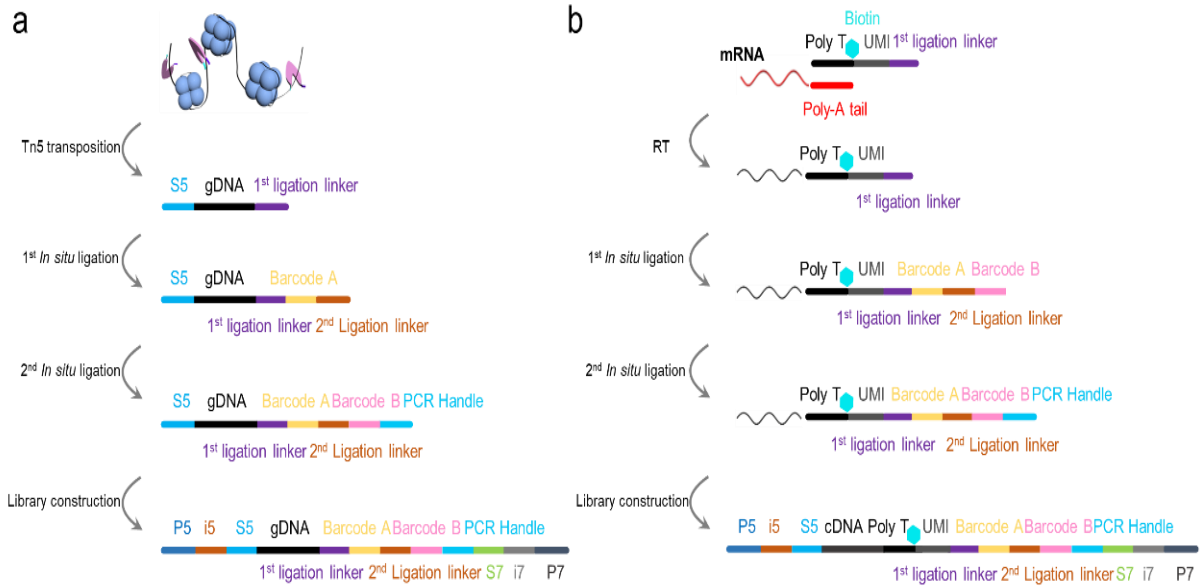 a
Tn5 transposition
S5 gDNA 1st ligation linker
1st In situ ligation
S5 gDNA Barcode A
1st ligation linker 2nd Ligation linker
2nd In situ ligation
S5 gDNA Barcode A Barcode B PCR Handle
1st ligation linker 2nd Ligation linker
Library construction
P5 i5 S5 gDNA Barcode A Barcode B PCR Handle
1st ligation linker 2nd Ligation linker S7 i7 P7
b
Biotin
Poly T UMI 1st ligation linker
mRNA
Poly-A tail
RT
Poly T UMI
1st ligation linker
1st In situ ligation
Poly T UMI Barcode A Barcode B
1st ligation linker 2nd Ligation linker
2nd In situ ligation
Poly T UMI Barcode A Barcode B PCR Handle
1st ligation linker 2nd Ligation linker
Library construction
P5 i5 S5 cDNA Poly T UMI Barcode A Barcode B PCR Handle
1st ligation linker 2nd Ligation linker S7 i7 P7